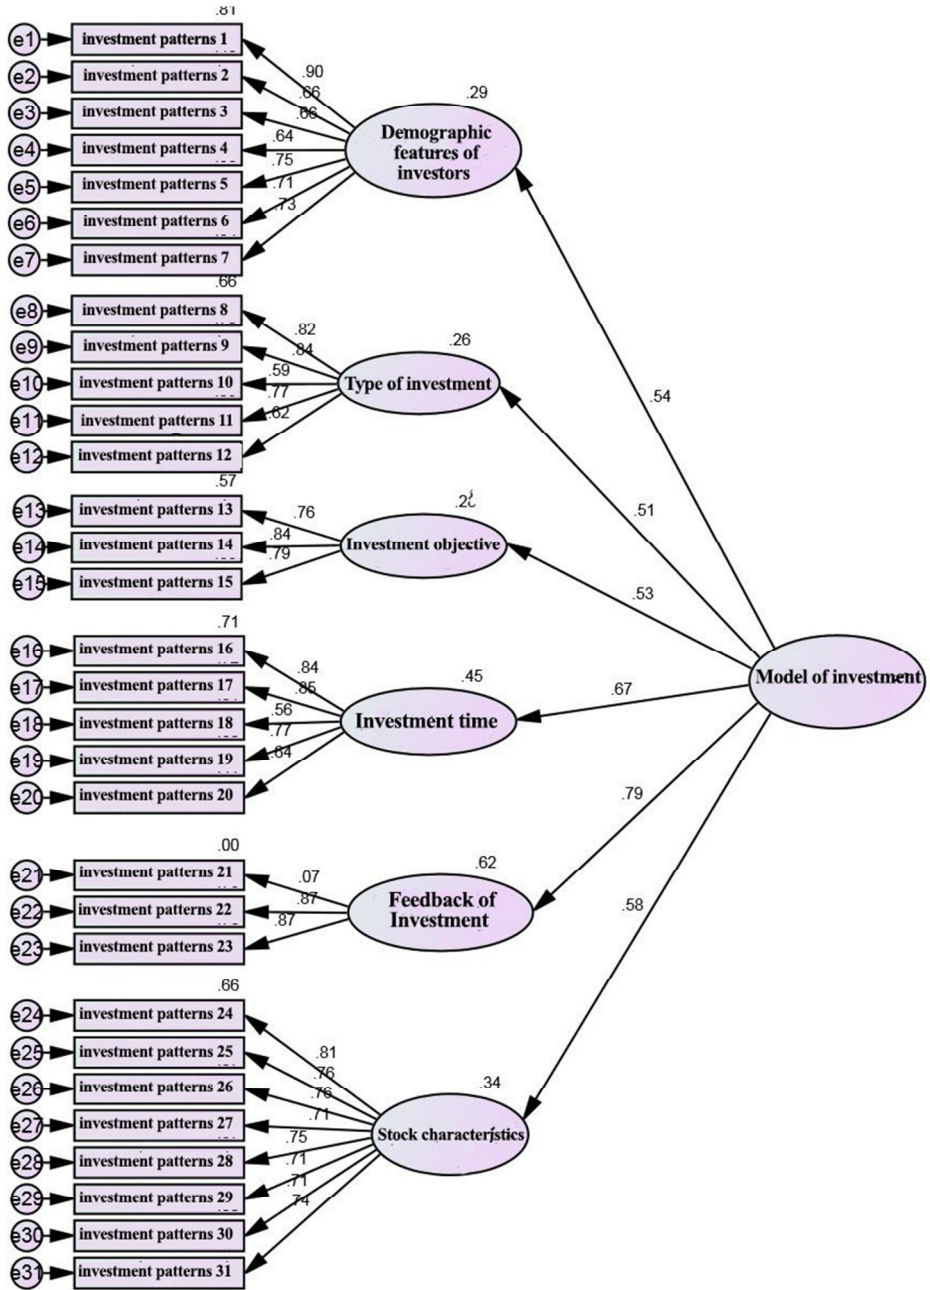 .81
e1 investment patterns 1
e2 investment patterns 2
e3 investment patterns 3
e4 investment patterns 4
e5 investment patterns 5
e6 investment patterns 6
e7 investment patterns 7
.90
.66
.66
.64
.75
.71
.73
.29
Demographic
features of
investors
.66
e8 investment patterns 8
e9 investment patterns 9
e10 investment patterns 10
e11 investment patterns 11
e12 investment patterns 12
.82
.84
.59
.77
.62
.26
Type of investment
.57
e13 investment patterns 13
e14 investment patterns 14
e15 investment patterns 15
.76
.84
.79
Investment objective
.71
e16 investment patterns 16
e17 investment patterns 17
e18 investment patterns 18
e19 investment patterns 19
e20 investment patterns 20
.84
.85
.56
.77
.64
.45
Investment time
.00
e21 investment patterns 21
e22 investment patterns 22
e23 investment patterns 23
.07
.87
.87
.62
Feedback of
Investment
.66
e24 investment patterns 24
e25 investment patterns 25
e26 investment patterns 26
e27 investment patterns 27
e28 investment patterns 28
e29 investment patterns 29
e30 investment patterns 30
e31 investment patterns 31
.81
.76
.76
.71
.75
.71
.71
.74
.34
Stock characteristics
.54
.51
.53
.67
.79
.58
Model of investment